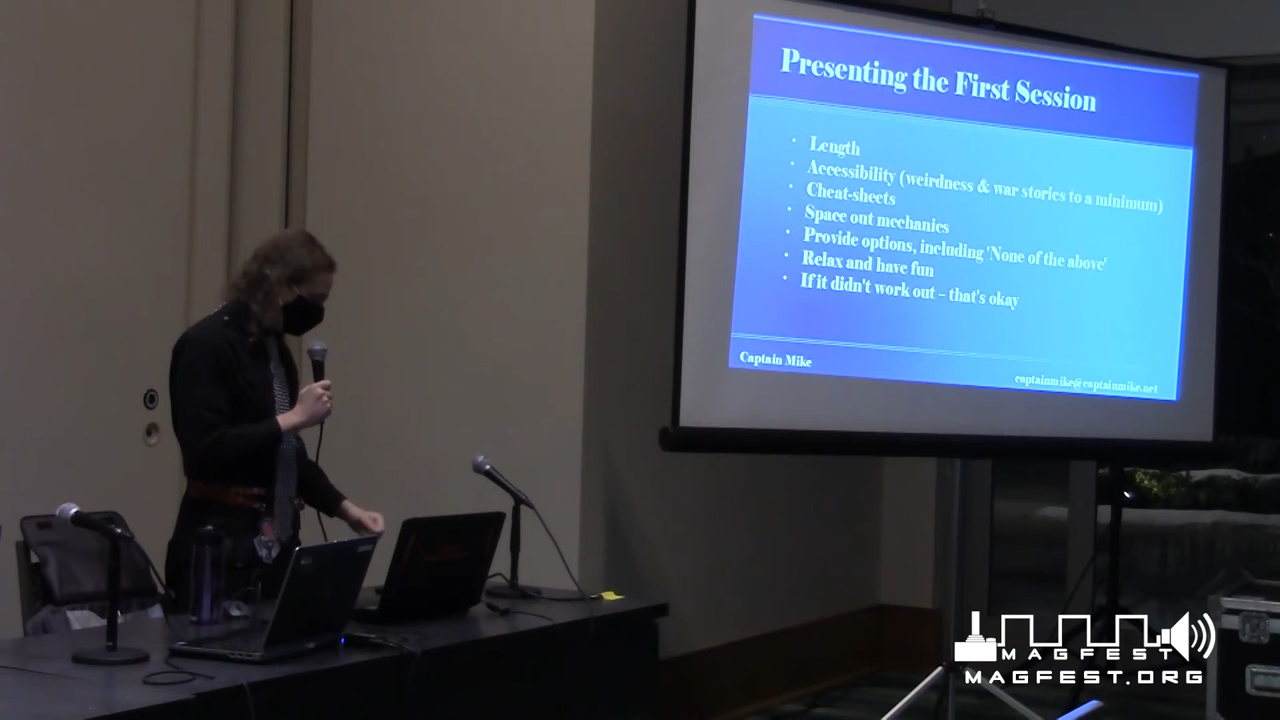 Presenting the First Session
· Length
· Accessibility (weirdness & war stories to a minimum)
· Cheat-sheets
· Space out mechanics
· Provide options, including 'None of the above'
· Relax and have fun
· If it didn't work out – that's okay
Captain Mike
captainmike@captainmike.net
MAGFEST
MAGFEST.ORG